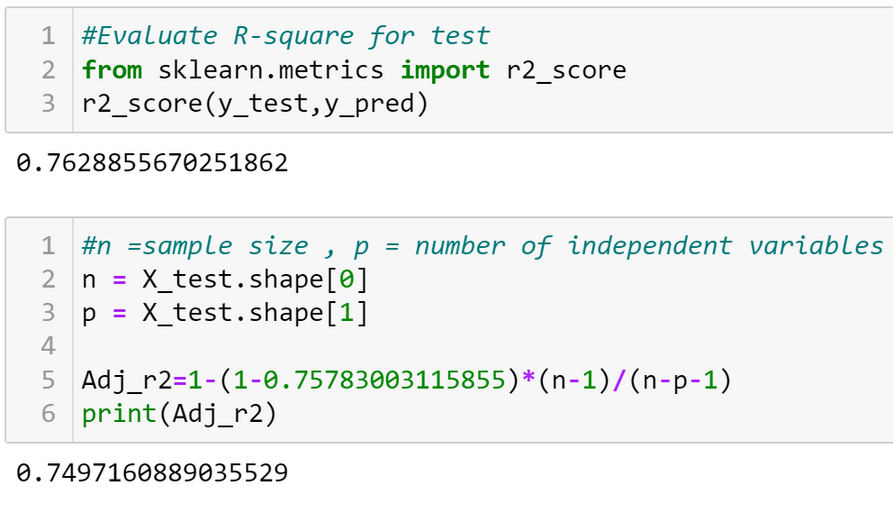 1 #Evaluate R-square for test
2 from sklearn.metrics import r2_score
3 r2_score(y_test,y_pred)
0.7628855670251862
1 #n =sample size , p = number of independent variables
2 n = X_test.shape[0]
3 p = X_test.shape[1]
4
5 Adj_r2=1-(1-0.75783003115855)*(n-1)/(n-p-1)
6 print(Adj_r2)
0.7497160889035529